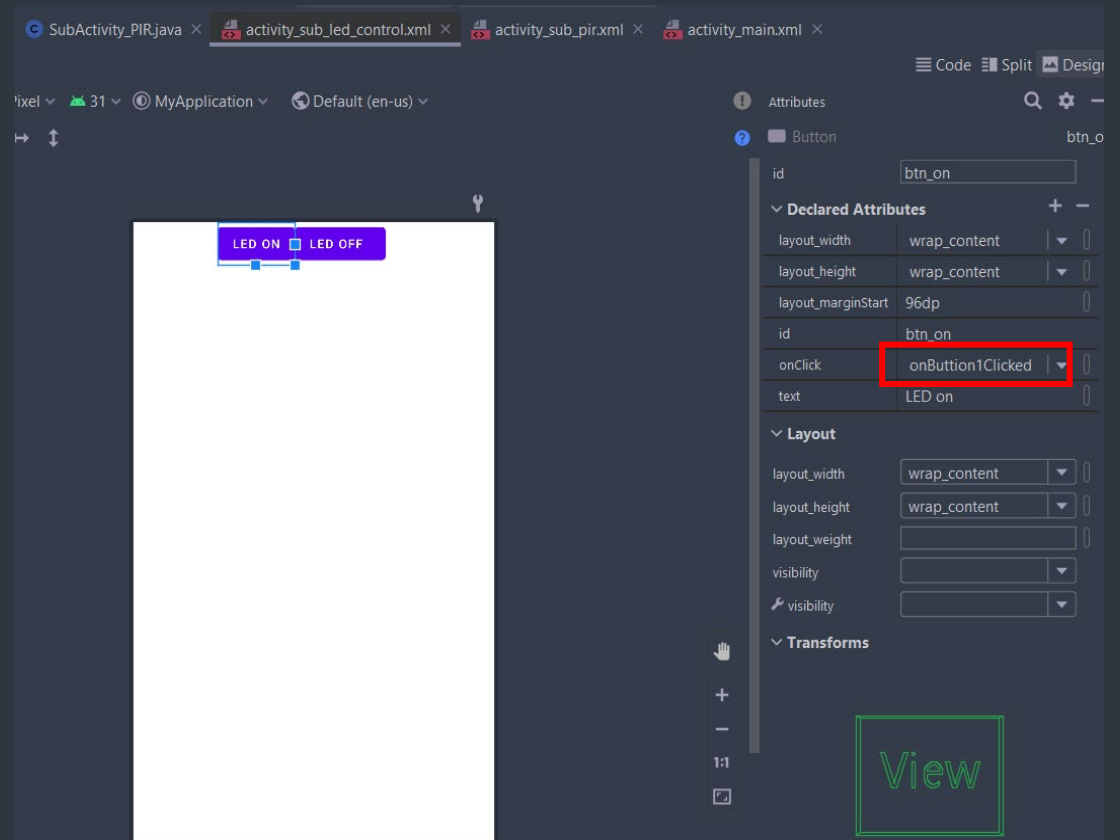 SubActivity_PIR.java
activity_sub_led_control.xml
activity_sub_pir.xml
activity_main.xml
Code
Split
Design
Pixel
31
MyApplication
Default (en-us)
Attributes
Button
btn_o
id
btn_on
Declared Attributes
layout_width
wrap_content
layout_height
wrap_content
layout_marginStart
96dp
id
btn_on
onClick
onButtion1Clicked
text
LED on
Layout
layout_width
wrap_content
layout_height
wrap_content
layout_weight
visibility
visibility
Transforms
LED ON
LED OFF
1:1
View